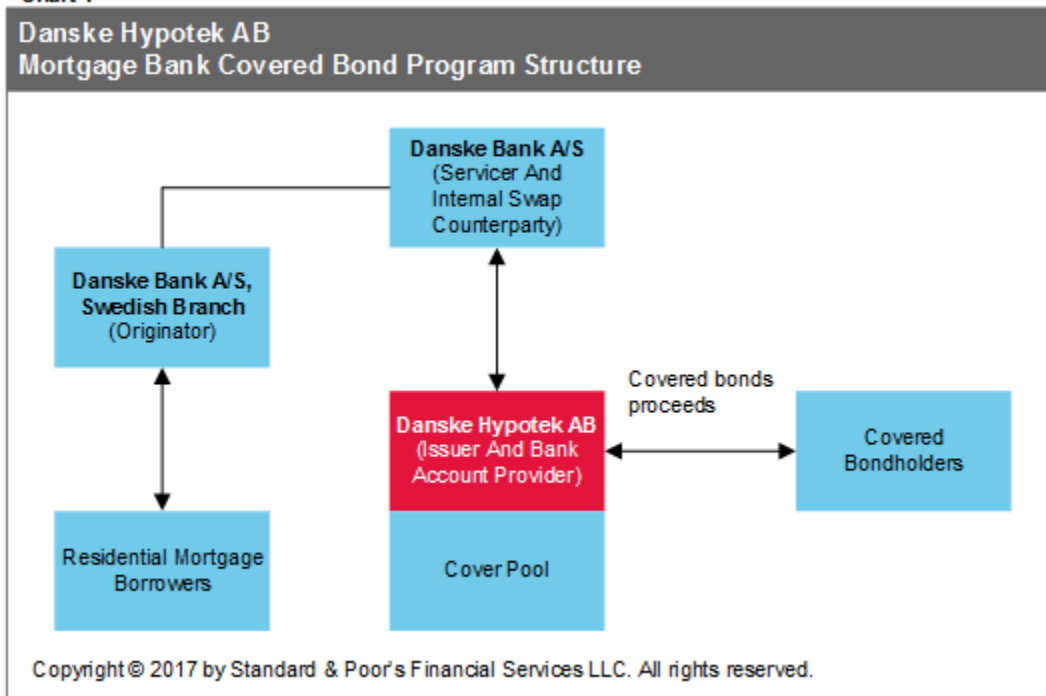 Danske Hypotek AB
Mortgage Bank Covered Bond Program Structure
Danske Bank A/S
(Servicer And
Internal Swap
Counterparty)
Danske Bank A/S,
Swedish Branch
(Originator)
Covered bonds
proceeds
Danske Hypotek AB
(Issuer And Bank
Account Provider)
Covered
Bondholders
Residential Mortgage
Borrowers
Cover Pool
Copyright © 2017 by Standard & Poor's Financial Services LLC. All rights reserved.